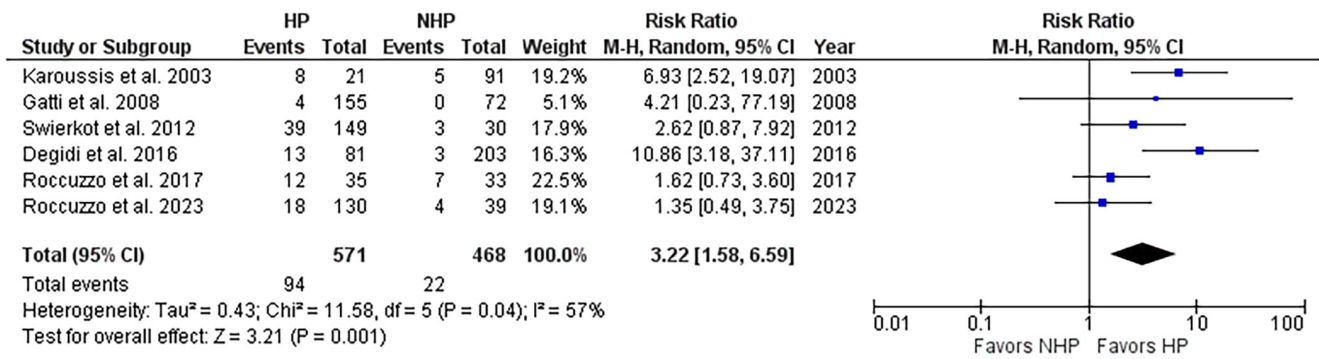 HP NHP Risk Ratio Risk Ratio
Study or Subgroup Events Total Events Total Weight M-H, Random, 95% CI Year M-H, Random, 95% CI
Karoussis et al. 2003 8 21 5 91 19.2% 6.93 [2.52, 19.07] 2003
Gatti et al. 2008 4 155 0 72 5.1% 4.21 [0.23, 77.19] 2008
Swierkot et al. 2012 39 149 3 30 17.9% 2.62 [0.87, 7.92] 2012
Degidi et al. 2016 13 81 3 203 16.3% 10.86 [3.18, 37.11] 2016
Roccuzzo et al. 2017 12 35 7 33 22.5% 1.62 [0.73, 3.60] 2017
Roccuzzo et al. 2023 18 130 4 39 19.1% 1.35 [0.49, 3.75] 2023
Total (95% CI) 571 468 100.0% 3.22 [1.58, 6.59]
Total events 94 22
Heterogeneity: Tau² = 0.43; Chi² = 11.58, df = 5 (P = 0.04); I² = 57%
Test for overall effect: Z = 3.21 (P = 0.001)
0.01 0.1 1 10 100
Favors NHP Favors HP